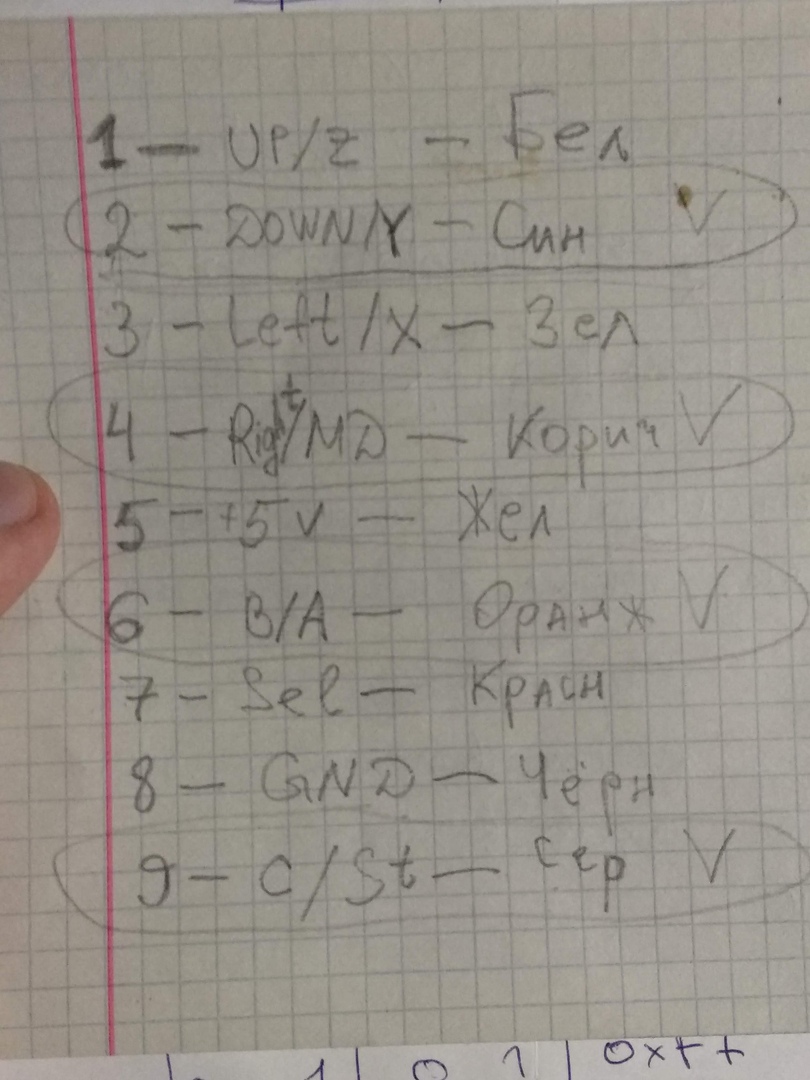 1 — UP/Z — Бел
2 — DOWN/Y — Син V
3 — Left/X — Зел
4 — Right/MD — Корич V
5 — +5V — Жел
6 — B/A — Оранж V
7 — Sel — Красн
8 — GND — Чёрн
9 — C/St — Сер V